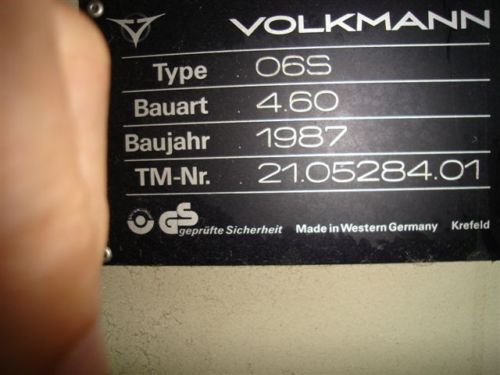 VOLKMANN
Type 06S
Bauart 4.60
Baujahr 1987
TM-Nr. 21.05284.01
GS geprüfte Sicherheit Made in Western Germany Krefeld